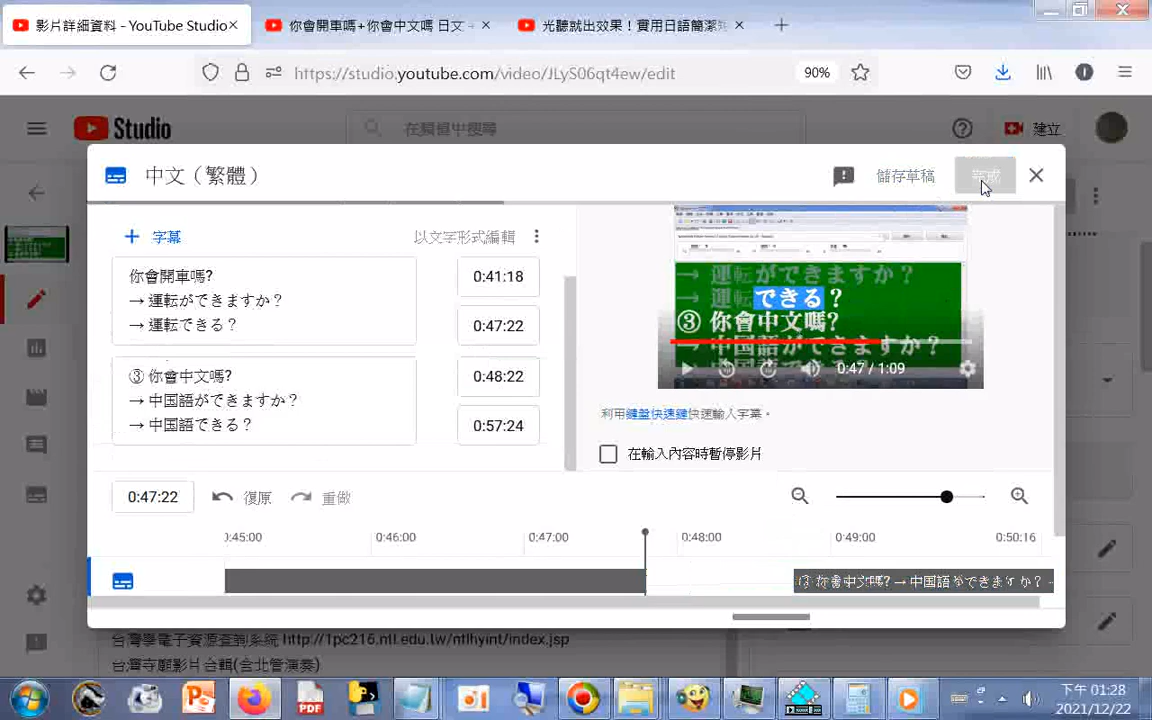 影片詳細資料 - YouTube Studio
你會開車嗎+你會中文嗎 日文
光聽就出效果！實用日語簡潔
https://studio.youtube.com/video/JLyS06qt4ew/edit
90%
Studio
在頻道中搜尋
建立
中文（繁體）
儲存草稿
完成
字幕
以文字形式編輯
你會開車嗎?
→ 運転ができますか？
→ 運転できる？
0:41:18
0:47:22
③ 你會中文嗎?
→ 中国語ができますか？
→ 中国語できる？
0:48:22
0:57:24
→ 運転ができますか？
→ 運転できる？
③ 你會中文嗎?
→ 中国語ができますか？
0:47 / 1:09
利用鍵盤快速鍵快速輸入字幕。
在輸入內容時暫停影片
0:47:22
復原
重做
0:45:00
0:46:00
0:47:00
0:48:00
0:49:00
0:50:16
③ 你會中文嗎? → 中国語ができますか？
台灣學電子資源查詢系統 http://1pc216.ntl.edu.tw/ntlhyint/index.jsp
台灣寺廟影片合輯(含北管演奏)
下午 01:28
2021/12/22